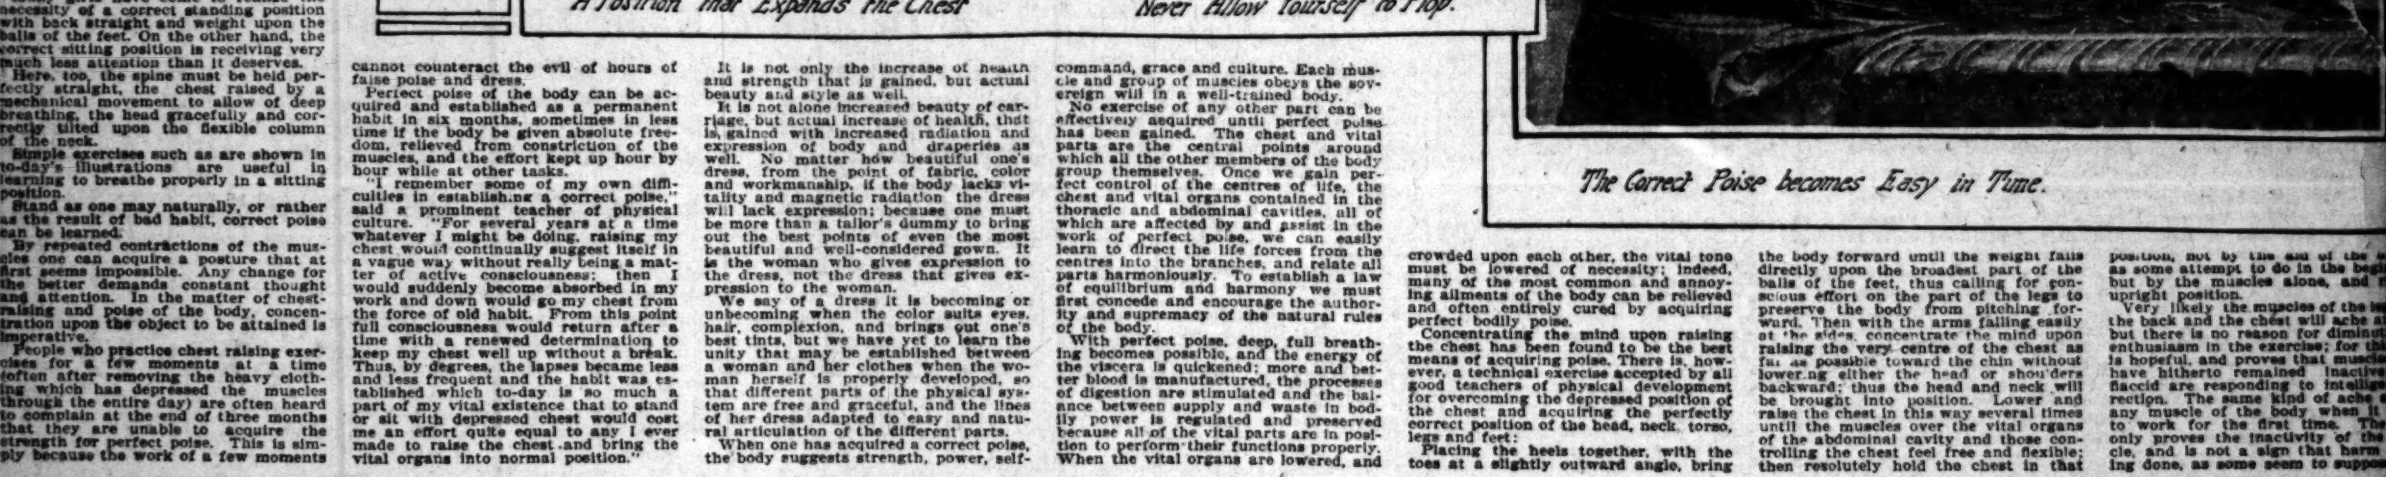 A Position that Expands the Chest
Never Allow Yourself to Flop.
necessity of a correct standing position
with back straight and weight upon the
balls of the feet. On the other hand, the
correct sitting position is receiving very
much less attention than it deserves.
Here, too, the spine must be held per-
fectly straight, the chest raised by a
mechanical movement to allow of deep
breathing, the head gracefully and cor-
rectly tilted upon the flexible column
of the neck.
Simple exercises such as are shown in
to-day's illustrations are useful in
learning to breathe properly in a sitting
position.
Stand as one may naturally, or rather
as the result of bad habit, correct poise
can be learned.
By repeated contractions of the mus-
cles one can acquire a posture that at
first seems impossible. Any change for
the better demands constant thought
and attention. In the matter of chest-
raising and poise of the body, concen-
tration upon the object to be attained is
imperative.
People who practice chest raising exer-
cises for a few moments at a time
(often after removing the heavy cloth-
ing which has depressed the muscles
through the entire day) are often heard
to complain at the end of three months
that they are unable to acquire the
strength for perfect poise. This is sim-
ply because the work of a few moments
cannot counteract the evil of hours of
false poise and dress.
Perfect poise of the body can be ac-
quired and established as a permanent
habit in six months, sometimes in less
time if the body be given absolute free-
dom, relieved from constriction of the
muscles, and the effort kept up hour by
hour while at other tasks.
"I remember some of my own diffi-
culties in establishing a correct poise,"
said a prominent teacher of physical
culture. "For several years at a time
whatever I might be doing, raising my
chest would continually suggest itself in
a vague way without really being a mat-
ter of active consciousness; then I
would suddenly become absorbed in my
work and down would go my chest from
the force of old habit. From this point
full consciousness would return after a
time with a renewed determination to
keep my chest well up without a break.
Thus, by degrees, the lapses became less
and less frequent and the habit was es-
tablished which to-day is so much a
part of my vital existence that to stand
or sit with depressed chest would cost
me an effort quite equal to any I ever
made to raise the chest and bring the
vital organs into normal position."
It is not only the increase of health
and strength that is gained, but actual
beauty and style as well.
It is not alone increased beauty of car-
riage, but actual increase of health, that
is gained with increased radiation and
expression of body and draperies as
well. No matter how beautiful one's
dress, from the point of fabric, color
and workmanship, if the body lacks vi-
tality and magnetic radiation the dress
will lack expression; because one must
be more than a tailor's dummy to bring
out the best points of even the most
beautiful and well-considered gown. It
is the woman who gives expression to
the dress, not the dress that gives ex-
pression to the woman.
We say of a dress it is becoming or
unbecoming when the color suits eyes,
hair, complexion, and brings out one's
best tints, but we have yet to learn the
unity that may be established between
a woman and her clothes when the wo-
man herself is properly developed, so
that different parts of the physical sys-
tem are free and graceful, and the lines
of her dress adapted to easy and natu-
ral articulation of the different parts.
When one has acquired a correct poise,
the body suggests strength, power, self-
command, grace and culture. Each mus-
cle and group of muscles obeys the sov-
ereign will in a well-trained body.
No exercise of any other part can be
effectively acquired until perfect poise
has been gained. The chest and vital
parts are the central points around
which all the other members of the body
group themselves. Once we gain per-
fect control of the centres of life, the
chest and vital organs contained in the
thoracic and abdominal cavities, all of
which are affected by and assist in the
work of perfect poise, we can easily
learn to direct the life forces from the
centres into the branches, and relate all
parts harmoniously. To establish a law
of equilibrium and harmony we must
first concede and encourage the author-
ity and supremacy of the natural rules
of the body.
With perfect poise, deep, full breath-
ing becomes possible, and the energy of
the viscera is quickened; more and bet-
ter blood is manufactured, the processes
of digestion are stimulated and the bal-
ance between supply and waste in bod-
ily power is regulated and preserved
because all of the vital parts are in posi-
tion to perform their functions properly.
When the vital organs are lowered, and
The Correct Poise becomes Easy in Time.
crowded upon each other, the vital tone
must be lowered of necessity; indeed,
many of the most common and annoy-
ing ailments of the body can be relieved
and often entirely cured by acquiring
perfect bodily poise.
Concentrating the mind upon raising
the chest has been found to be the best
means of acquiring poise. There is, how-
ever, a technical exercise accepted by all
good teachers of physical development
for overcoming the depressed position of
the chest and acquiring the perfectly
correct position of the head, neck, torso,
legs and feet:
Placing the heels together, with the
toes at a slightly outward angle, bring
the body forward until the weight falls
directly upon the broadest part of the
balls of the feet, thus calling for con-
scious effort on the part of the legs to
preserve the body from pitching for-
ward. Then with the arms falling easily
at the sides, concentrate the mind upon
raising the very centre of the chest as
far as possible toward the chin without
lowering either the head or shoulders
backward; thus the head and neck will
be brought into position. Lower and
raise the chest in this way several times
until the muscles over the vital organs
of the abdominal cavity and those con-
trolling the chest feel free and flexible;
then resolutely hold the chest in that
position, not by the aid of the
as some attempt to do in the
but by the muscles alone, and
upright position.
Very likely the muscles of the
the back and the chest will ache
but there is no reason for
enthusiasm in the exercise; for
is hopeful, and proves that
have hitherto remained
flaccid are responding to
rection. The same kind of ache
any muscle of the body when it
to work for the first time.
only proves the inactivity of the
cle, and is not a sign that harm
ing done, as some seem to